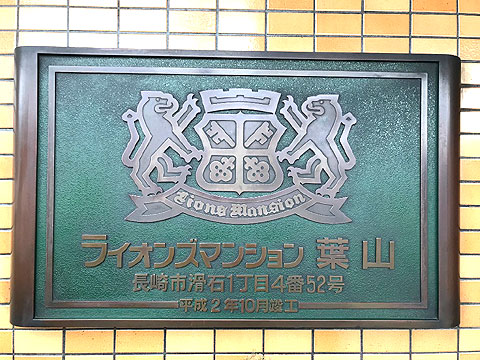 Lions Mansion
ライオンズマンション 葉山
長崎市滑石1丁目4番52号
平成2年10月竣工